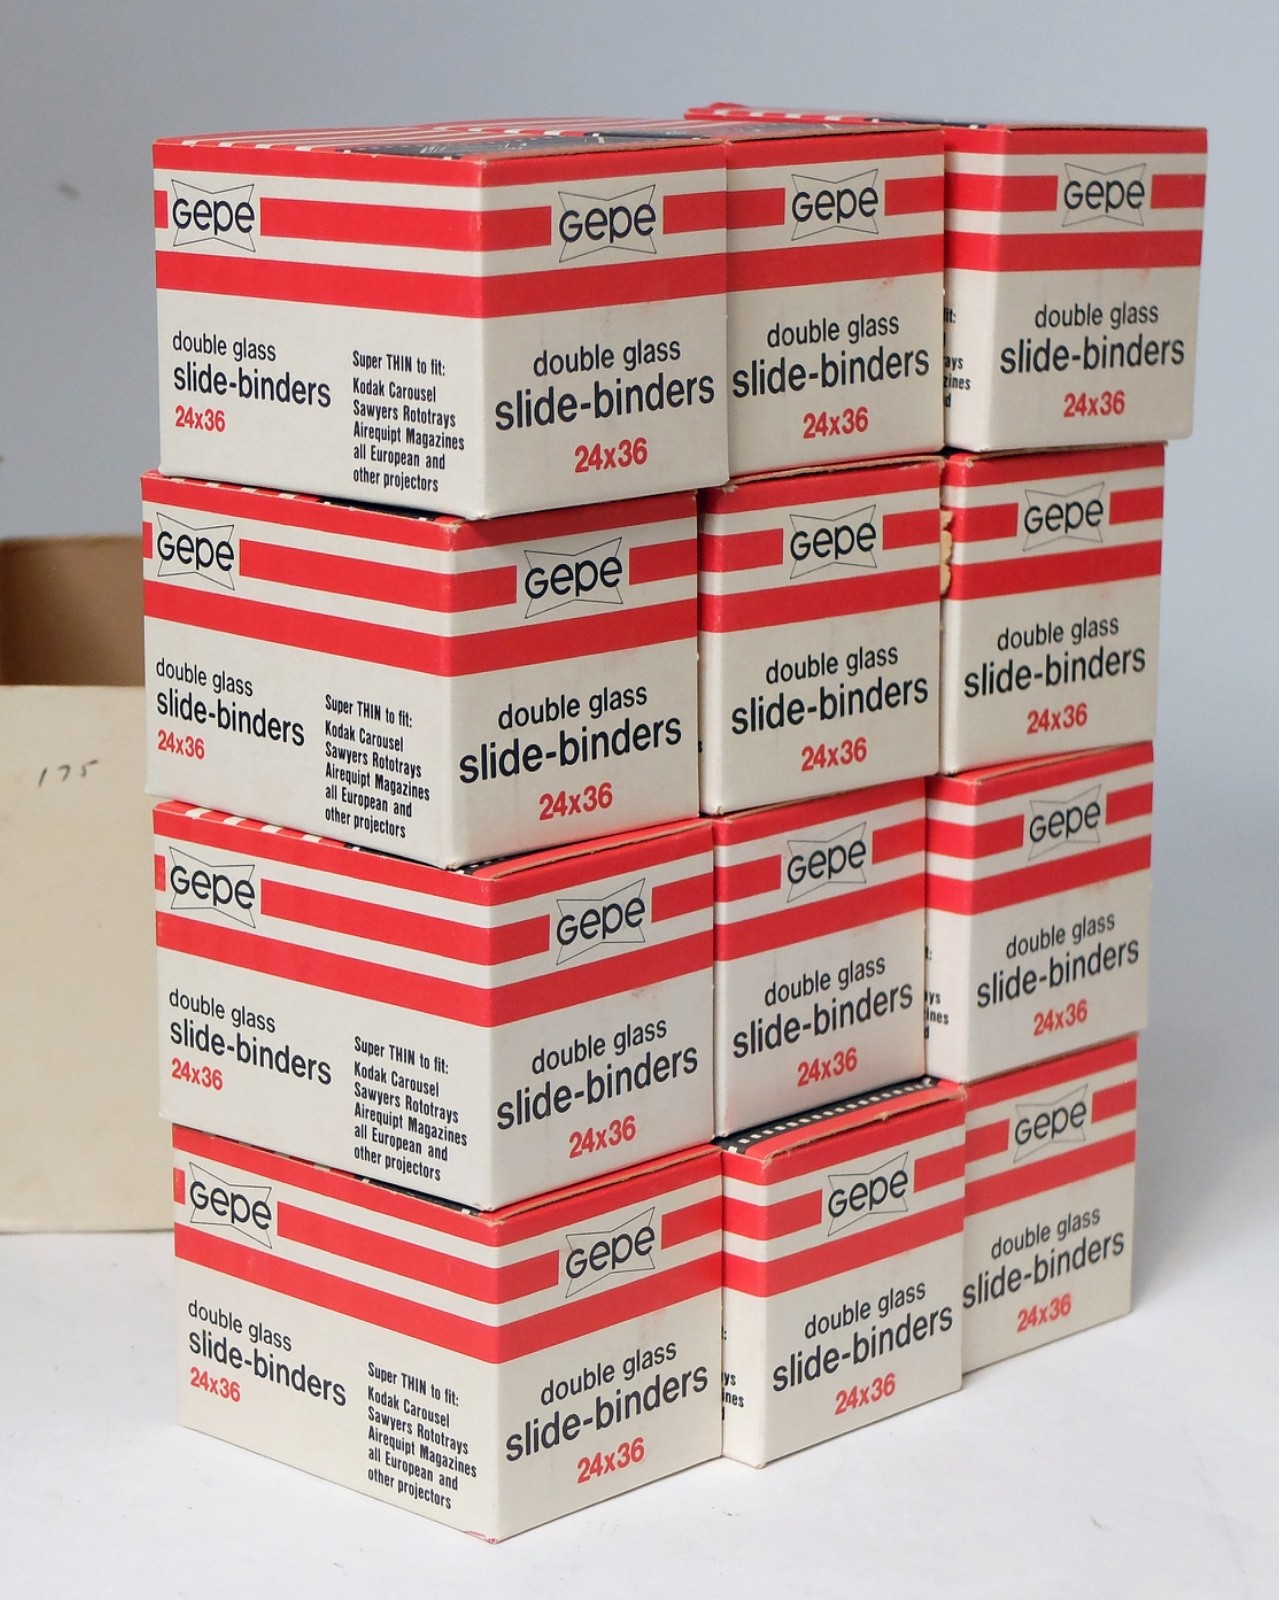 Gepe
double glass
slide-binders
24x36
Super THIN to fit:
Kodak Carousel
Sawyers Rototrays
Airequipt Magazines
all European and
other projectors
Gepe
double glass
slide-binders
24x36
Gepe
double glass
slide-binders
24x36
Gepe
double glass
slide-binders
24x36
Gepe
double glass
slide-binders
24x36
Super THIN to fit:
Kodak Carousel
Sawyers Rototrays
Airequipt Magazines
all European and
other projectors
Gepe
double glass
slide-binders
24x36
Gepe
double glass
slide-binders
24x36
Gepe
double glass
slide-binders
24x36
175
Gepe
double glass
slide-binders
24x36
Super THIN to fit:
Kodak Carousel
Sawyers Rototrays
Airequipt Magazines
all European and
other projectors
Gepe
double glass
slide-binders
24x36
Gepe
double glass
slide-binders
24x36
Gepe
double glass
slide-binders
24x36
Gepe
double glass
slide-binders
24x36
Super THIN to fit:
Kodak Carousel
Sawyers Rototrays
Airequipt Magazines
all European and
other projectors
Gepe
double glass
slide-binders
24x36
Gepe
double glass
slide-binders
24x36
Gepe
double glass
slide-binders
24x36